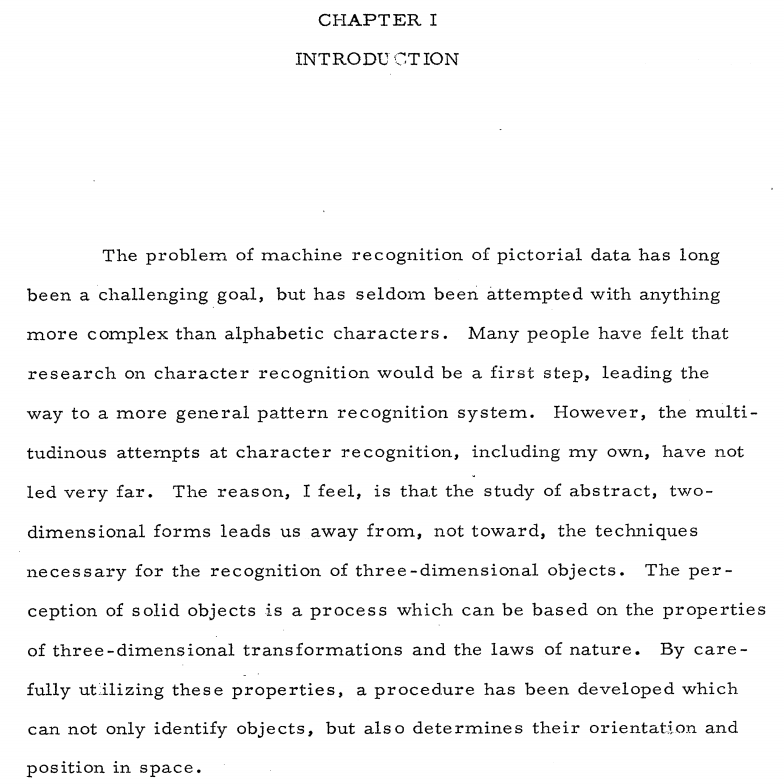 CHAPTER I
INTRODUCTION
The problem of machine recognition of pictorial data has long
been a challenging goal, but has seldom been attempted with anything
more complex than alphabetic characters. Many people have felt that
research on character recognition would be a first step, leading the
way to a more general pattern recognition system. However, the multi-
tudinous attempts at character recognition, including my own, have not
led very far. The reason, I feel, is that the study of abstract, two-
dimensional forms leads us away from, not toward, the techniques
necessary for the recognition of three-dimensional objects. The per-
ception of solid objects is a process which can be based on the properties
of three-dimensional transformations and the laws of nature. By care-
fully utilizing these properties, a procedure has been developed which
can not only identify objects, but also determines their orientation and
position in space.